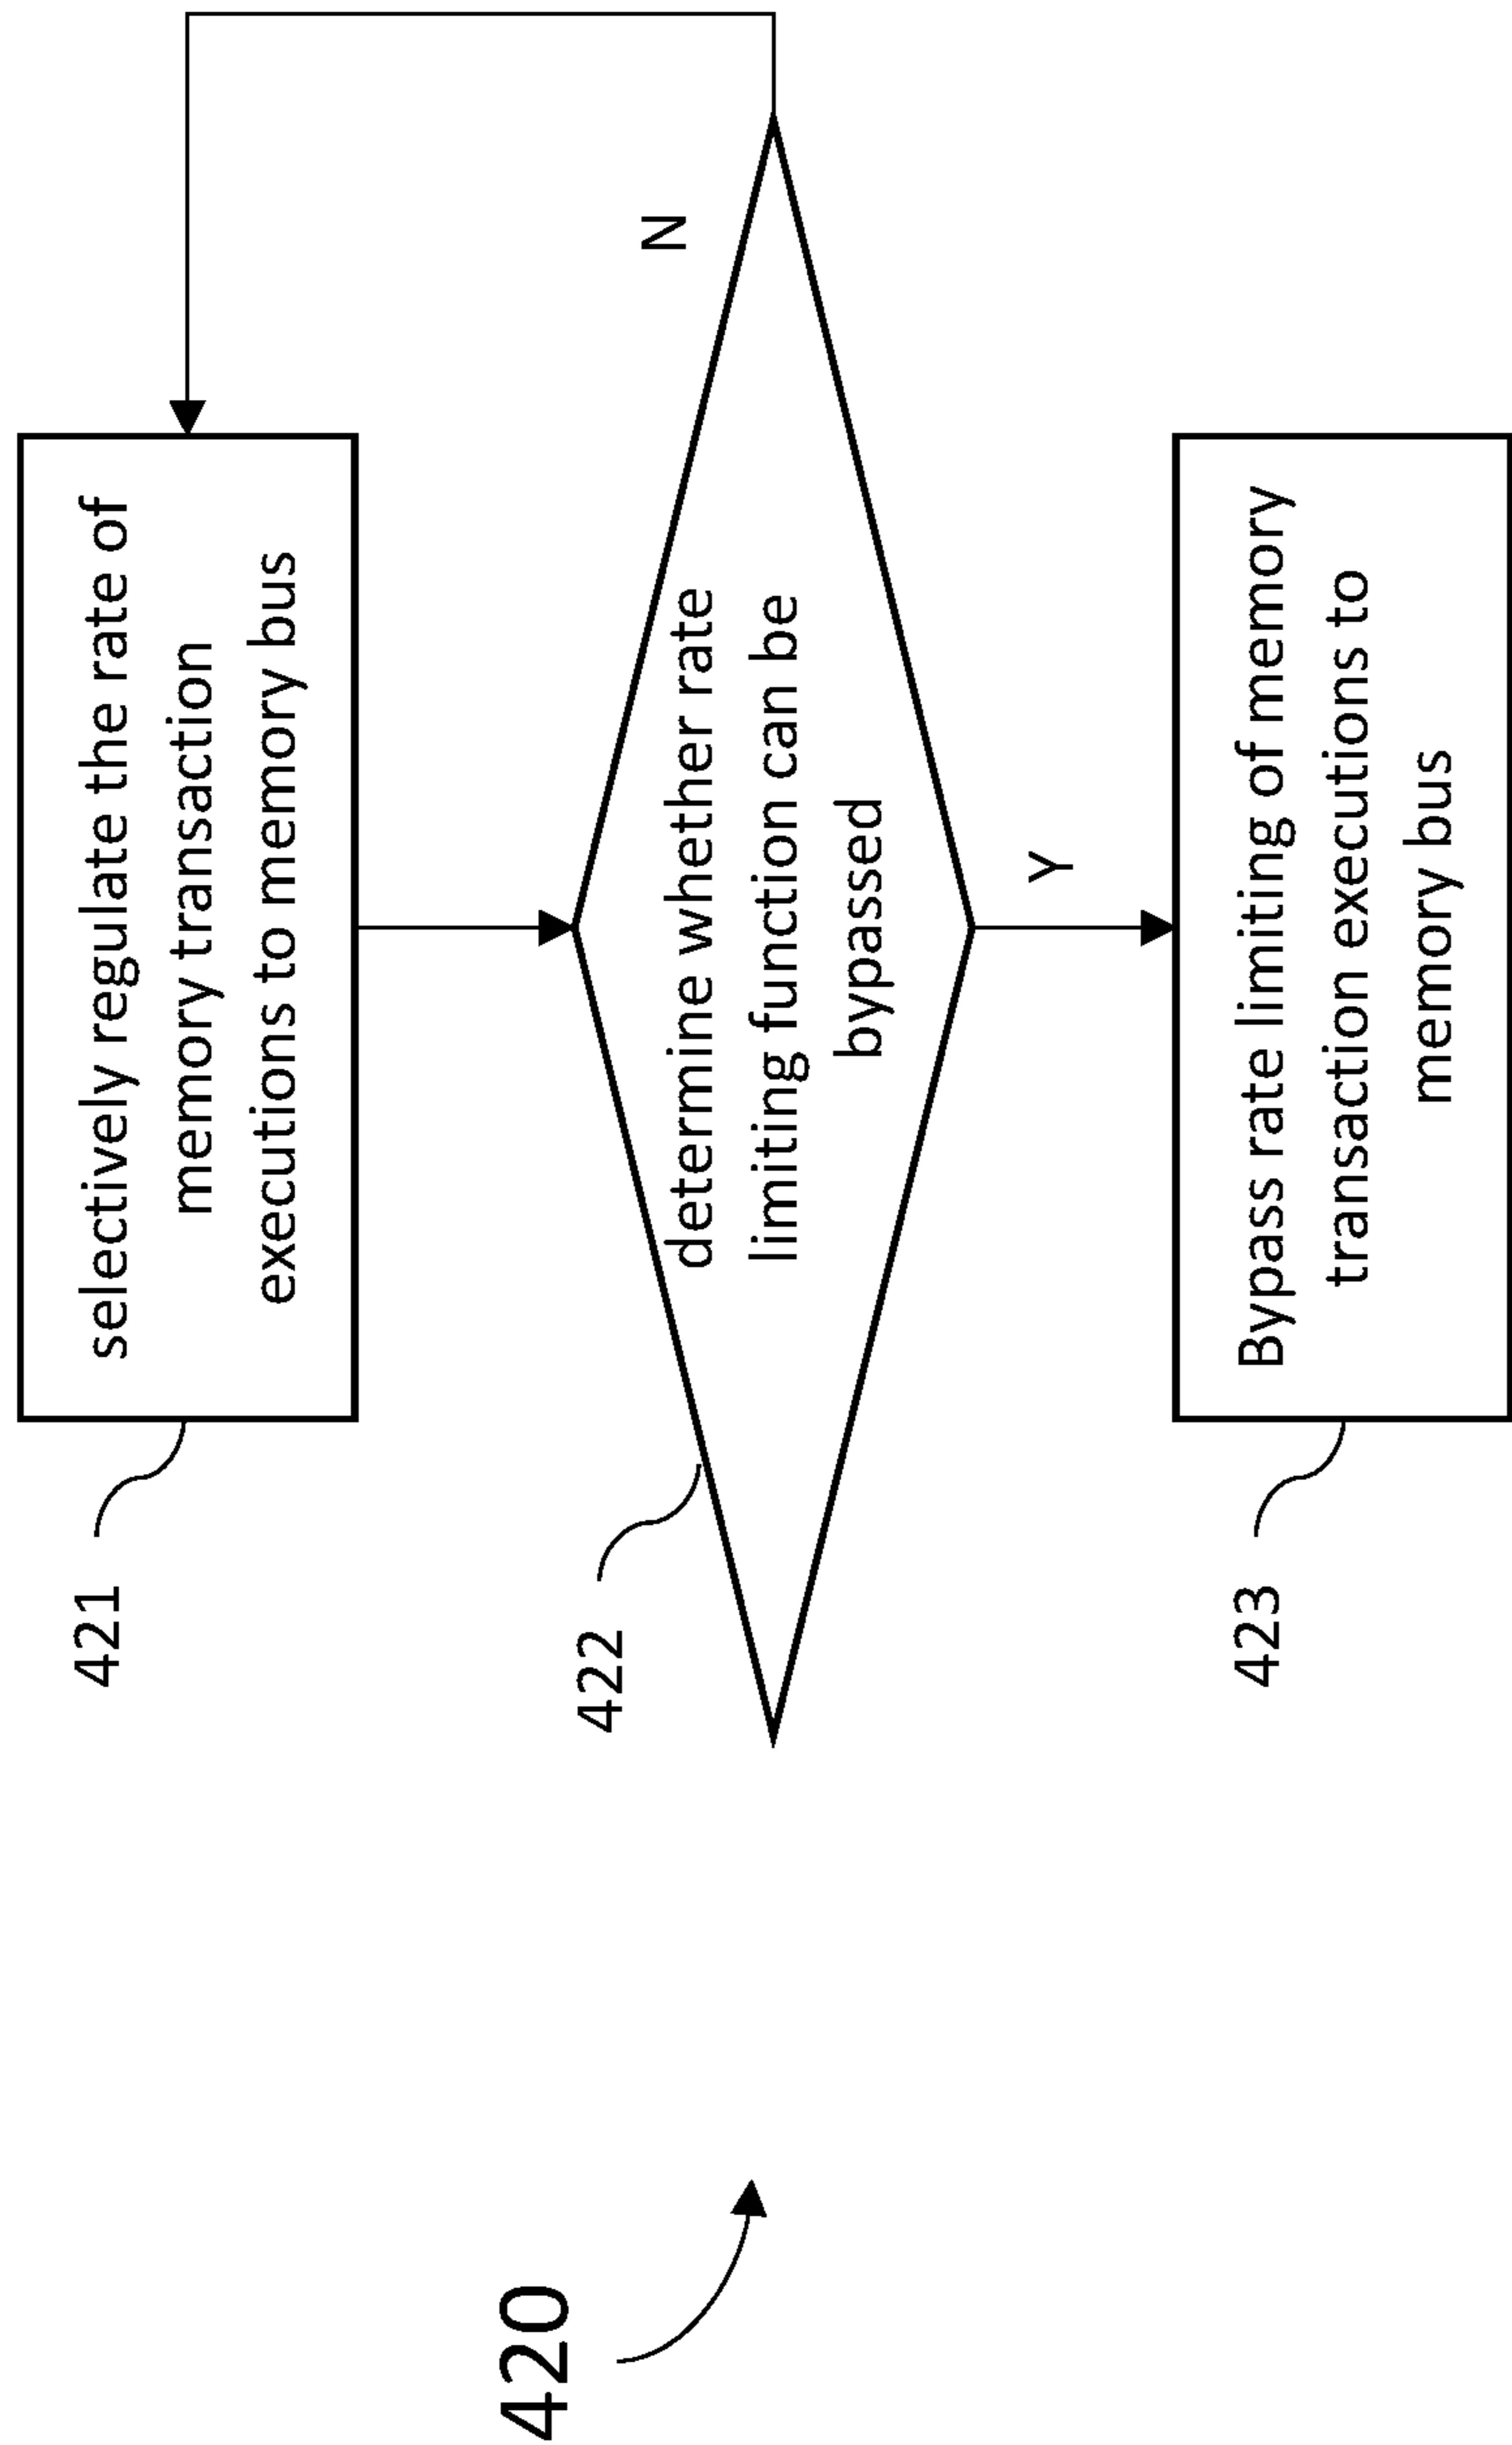 420
421
selectively regulate the rate of
memory transaction
executions to memory bus
422
determine whether rate
limiting function can be
bypassed
N
Y
423
Bypass rate limiting of memory
transaction executions to
memory bus